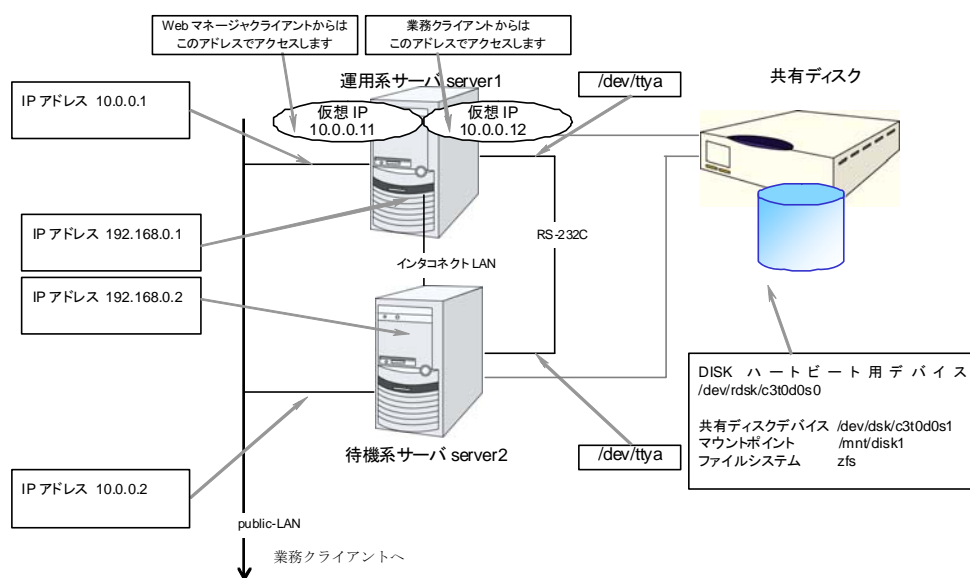 Web マネージャクライアントからは
このアドレスでアクセスします
業務クライアントからは
このアドレスでアクセスします
運用系サーバ server1
/dev/ttya
共有ディスク
IP アドレス 10.0.0.1
仮想 IP
10.0.0.11
仮想 IP
10.0.0.12
IP アドレス 192.168.0.1
RS-232C
インタコネクト LAN
IP アドレス 192.168.0.2
DISK ハートビート用デバイス
/dev/rdsk/c3t0d0s0
共有ディスクデバイス /dev/dsk/c3t0d0s1
マウントポイント /mnt/disk1
ファイルシステム zfs
待機系サーバ server2
/dev/ttya
IP アドレス 10.0.0.2
public-LAN
業務クライアントへ